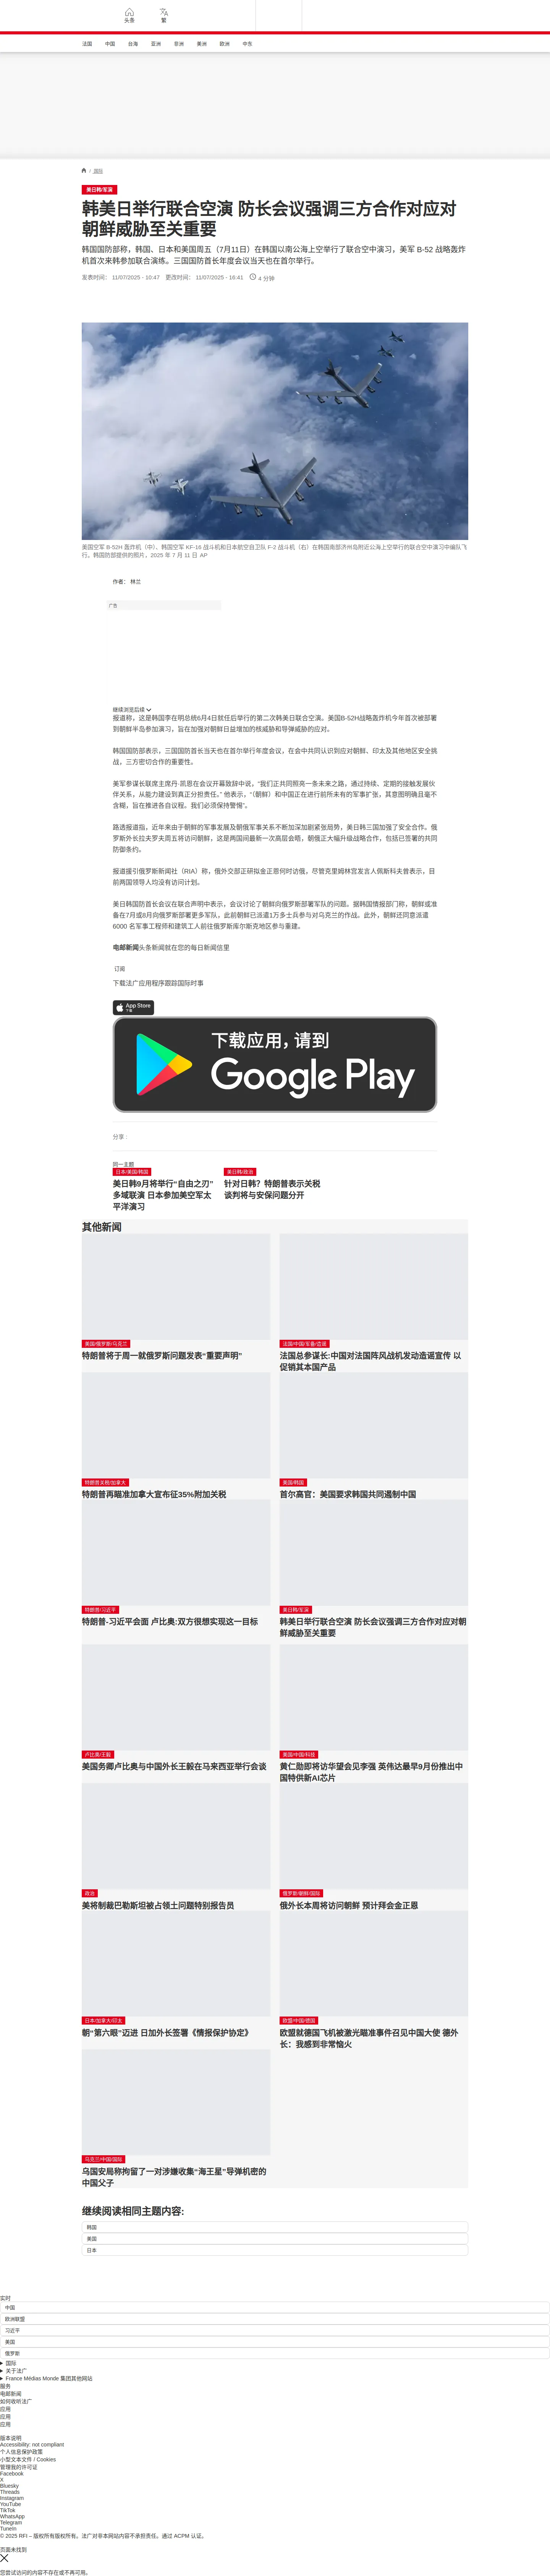 头条
繁
法国
中国
台海
亚洲
非洲
美洲
欧洲
中东
/ 国际
美日韩/军演
韩美日举行联合空演 防长会议强调三方合作对应对
朝鲜威胁至关重要
韩国国防部称，韩国、日本和美国周五（7月11日）在韩国以南公海上空举行了联合空中演习，美军 B-52 战略轰炸
机首次来韩参加联合演练。三国国防首长年度会议当天也在首尔举行。
发表时间： 11/07/2025 - 10:47 更改时间： 11/07/2025 - 16:41 4 分钟
美国空军 B-52H 轰炸机（中）、韩国空军 KF-16 战斗机和日本航空自卫队 F-2 战斗机（右）在韩国南部济州岛附近公海上空举行的联合空中演习中编队飞
行。韩国防部提供的照片。2025 年 7 月 11 日 AP
作者： 林兰
广告
继续浏览后续
报道称，这是韩国李在明总统6月4日就任后举行的第二次韩美日联合空演。美国B-52H战略轰炸机今年首次被部署
到朝鲜半岛参加演习，旨在加强对朝鲜日益增加的核威胁和导弹威胁的应对。
韩国国防部表示，三国国防首长当天也在首尔举行年度会议，在会中共同认识到应对朝鲜、印太及其他地区安全挑
战，三方密切合作的重要性。
美军参谋长联席主席丹·凯恩在会议开幕致辞中说，“我们正共同照亮一条未来之路，通过持续、定期的接触发展伙
伴关系，从能力建设到真正分担责任。” 他表示，“（朝鲜）和中国正在进行前所未有的军事扩张，其意图明确且毫不
含糊，旨在推进各自议程。我们必须保持警惕”。
路透报道指，近年来由于朝鲜的军事发展及朝俄军事关系不断加深加剧紧张局势，美日韩三国加强了安全合作。俄
罗斯外长拉夫罗夫周五将访问朝鲜，这是两国间最新一次高层会晤，朝俄正大幅升级战略合作，包括已签署的共同
防御条约。
报道援引俄罗斯新闻社（RIA）称，俄外交部正研拟金正恩何时访俄，尽管克里姆林宫发言人佩斯科夫曾表示，目
前两国领导人均没有访问计划。
美日韩国防首长会议在联合声明中表示，会议讨论了朝鲜向俄罗斯部署军队的问题。据韩国情报部门称，朝鲜或准
备在7月或8月向俄罗斯部署更多军队，此前朝鲜已派遣1万多士兵参与对乌克兰的作战。此外，朝鲜还同意派遣
6000 名军事工程师和建筑工人前往俄罗斯库尔斯克地区参与重建。
电邮新闻头条新闻就在您的每日新闻信里
订阅
下载法广应用程序跟踪国际时事
App Store
下载
下载应用，请到
Google Play
分享 :
同一主题
日本/美国/韩国
美日韩9月将举行“自由之刃”
多域联演 日本参加美空军太
平洋演习
美日韩/政治
针对日韩？特朗普表示关税
谈判将与安保问题分开
其他新闻
美国/俄罗斯/乌克兰
特朗普将于周一就俄罗斯问题发表“重要声明”
法国/中国/军备/造谣
法国总参谋长:中国对法国阵风战机发动造谣宣传 以
促销其本国产品
特朗普关税/加拿大
特朗普再瞄准加拿大宣布征35%附加关税
美国/韩国
首尔高官：美国要求韩国共同遏制中国
特朗普/习近平
特朗普-习近平会面 卢比奥:双方很想实现这一目标
美日韩/军演
韩美日举行联合空演 防长会议强调三方合作对应对朝
鲜威胁至关重要
卢比奥/王毅
美国务卿卢比奥与中国外长王毅在马来西亚举行会谈
美国/中国/科技
黄仁勋即将访华望会见李强 英伟达最早9月份推出中
国特供新AI芯片
政治
美将制裁巴勒斯坦被占领土问题特别报告员
俄罗斯/朝鲜/国际
俄外长本周将访问朝鲜 预计拜会金正恩
日本/加拿大/印太
朝“第六眼”迈进 日加外长签署《情报保护协定》
欧盟/中国/德国
欧盟就德国飞机被激光瞄准事件召见中国大使 德外
长：我感到非常恼火
乌克兰/中国/国际
乌国安局称拘留了一对涉嫌收集“海王星”导弹机密的
中国父子
继续阅读相同主题内容:
韩国
美国
日本
实时
中国
欧洲联盟
习近平
美国
俄罗斯
国际
关于法广
France Médias Monde 集团其他网站
服务
电邮新闻
如何收听法广
应用
应用
应用
版本说明
Accessibility: not compliant
个人信息保护政策
小型文本文件 / Cookies
管理我的许可证
Facebook
X
Bluesky
Threads
Instagram
YouTube
TikTok
WhatsApp
Telegram
TuneIn
© 2025 RFI – 版权所有版权所有。法广对非本网站内容不承担责任。通过 ACPM 认证。
页面未找到
您尝试访问的内容不存在或不再可用。